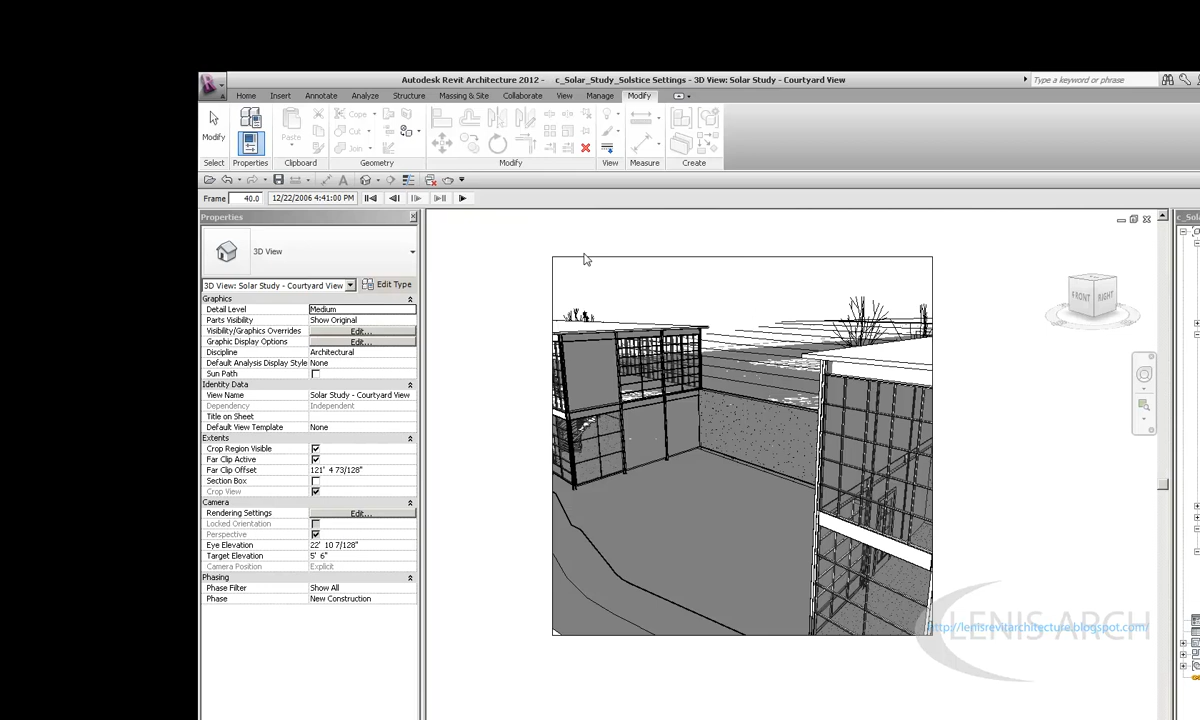 Autodesk Revit Architecture 2012 - c_Solar_Study_Solstice Settings - 3D View: Solar Study - Courtyard View
Type a keyword or phrase
Home Insert Annotate Analyze Structure Massing & Site Collaborate View Manage Modify
Modify
Paste
Cope
Cut
Join
Select Properties Clipboard Geometry Modify View Measure Create
Frame 40.0 12/22/2006 4:41:00 PM
Properties
c_Sola
3D View
3D View: Solar Study - Courtyard View Edit Type
Graphics
Detail Level Medium
Parts Visibility Show Original
Visibility/Graphics Overrides Edit...
Graphic Display Options Edit...
Discipline Architectural
Default Analysis Display Style None
Sun Path
Identity Data
View Name Solar Study - Courtyard View
Dependency Independent
Title on Sheet
Default View Template None
Extents
Crop Region Visible
Far Clip Active
Far Clip Offset 121' 4 73/128"
Section Box
Crop View
Camera
Rendering Settings Edit...
Locked Orientation
Perspective
Eye Elevation 22' 10 7/128"
Target Elevation 5' 6"
Camera Position Explicit
Phasing
Phase Filter Show All
Phase New Construction
FRONT RIGHT
LENIS ARCH
http://lenisrevitarchitecture.blogspot.com/